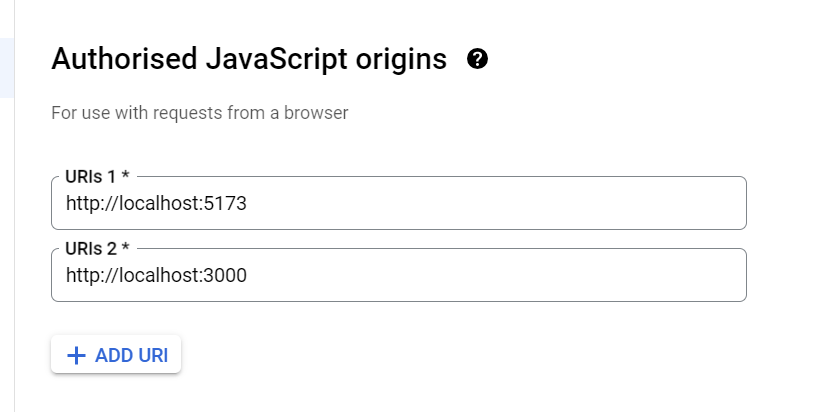 Authorised JavaScript origins
For use with requests from a browser
URIs 1 *
http://localhost:5173
URIs 2 *
http://localhost:3000
ADD URI